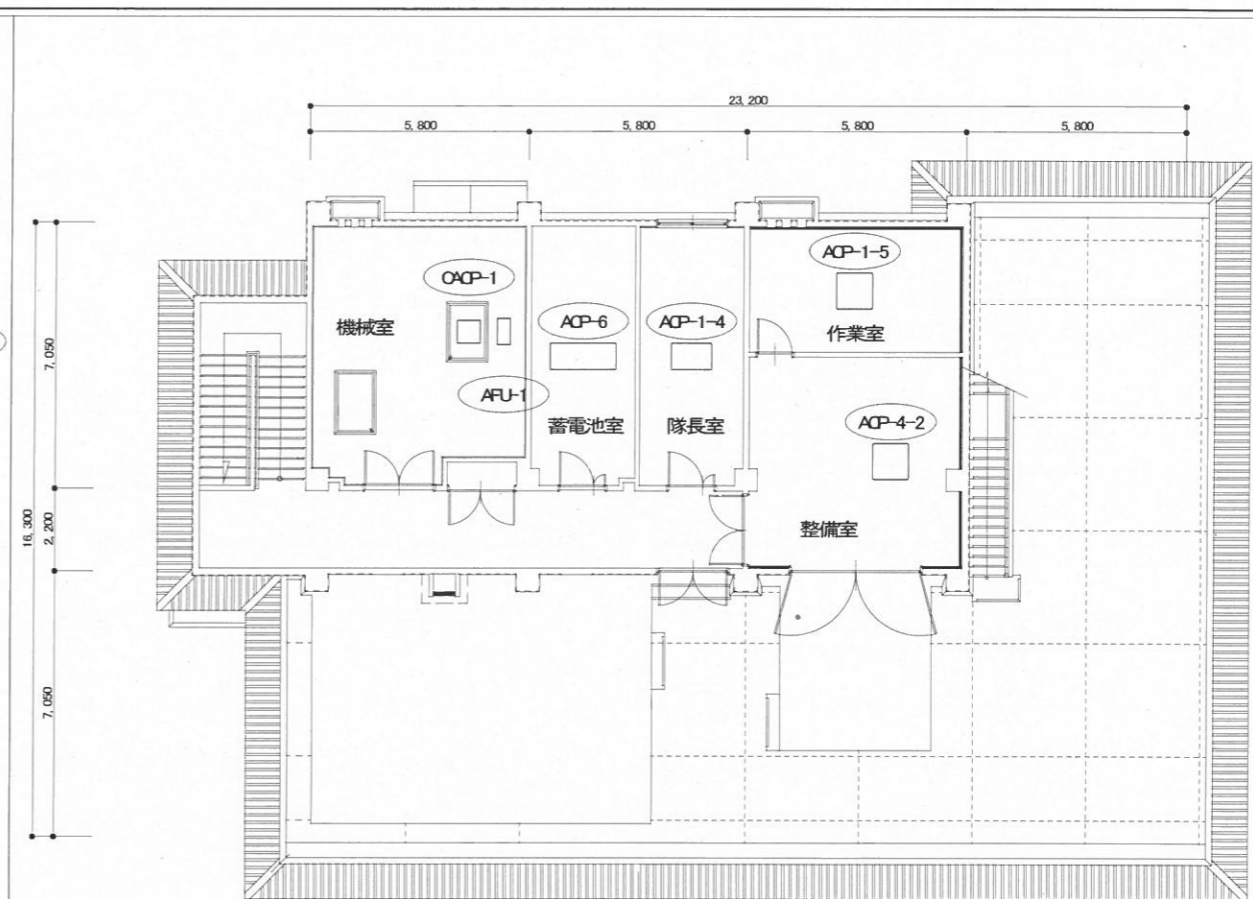 23,200
5,800
5,800
5,800
5,800
7,050
16,300
2,200
7,050
機械室
OACP-1
AFU-1
ACP-6
蓄電池室
ACP-1-4
隊長室
ACP-1-5
作業室
ACP-4-2
整備室